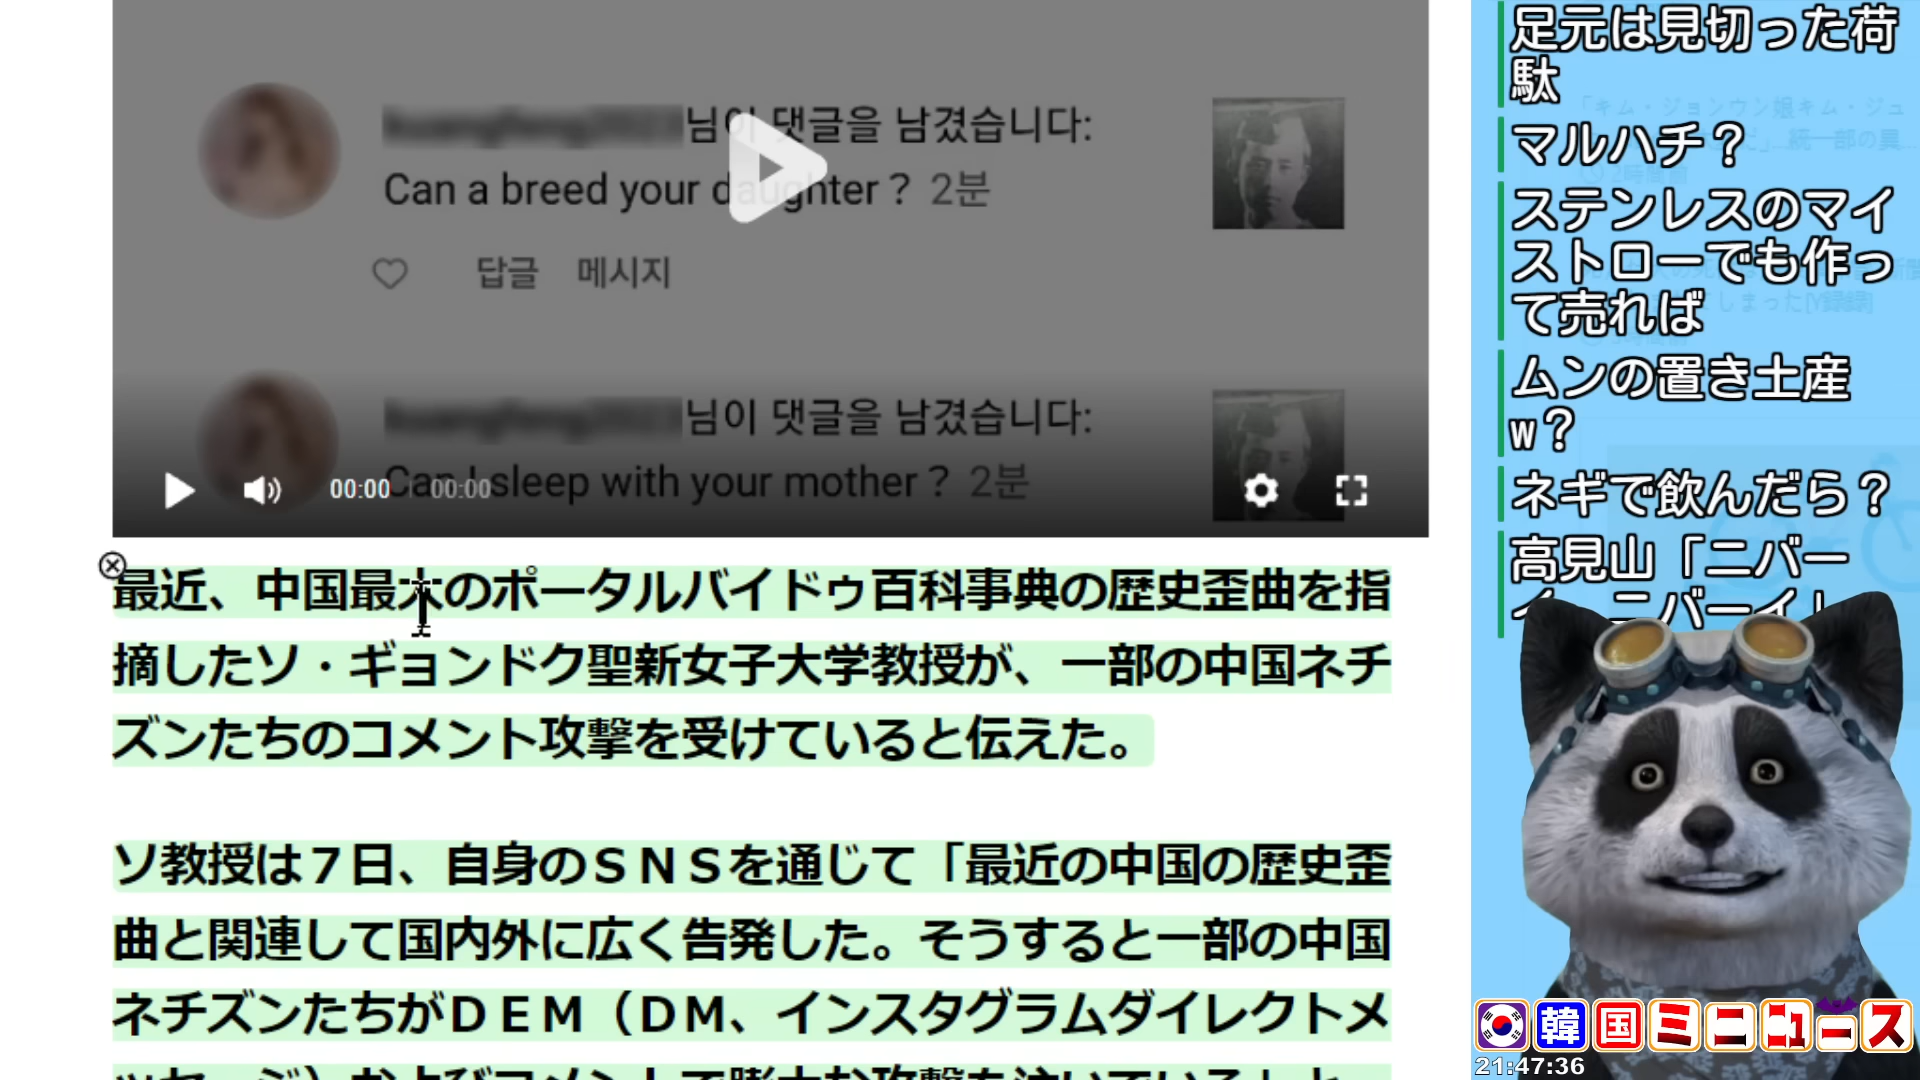 님이 댓글을 남겼습니다:
Can a breed your daughter ? 2분
답글 메시지
님이 댓글을 남겼습니다:
Can I sleep with your mother ? 2분
00:00 00:00
最近、中国最大のポータルバイドゥ百科事典の歴史歪曲を指
摘したソ・ギョンドク聖新女子大学教授が、一部の中国ネチ
ズンたちのコメント攻撃を受けていると伝えた。
ソ教授は７日、自身のＳＮＳを通じて「最近の中国の歴史歪
曲と関連して国内外に広く告発した。そうすると一部の中国
ネチズンたちがＤＥＭ（ＤＭ、インスタグラムダイレクトメ
足元は見切った荷
駄
マルハチ？
ステンレスのマイ
ストローでも作っ
て売れば
ムンの置き土産
w？
ネギで飲んだら？
高見山「ニバー
イ、ニバーイ」
韓国ミニニュース
21:47:36